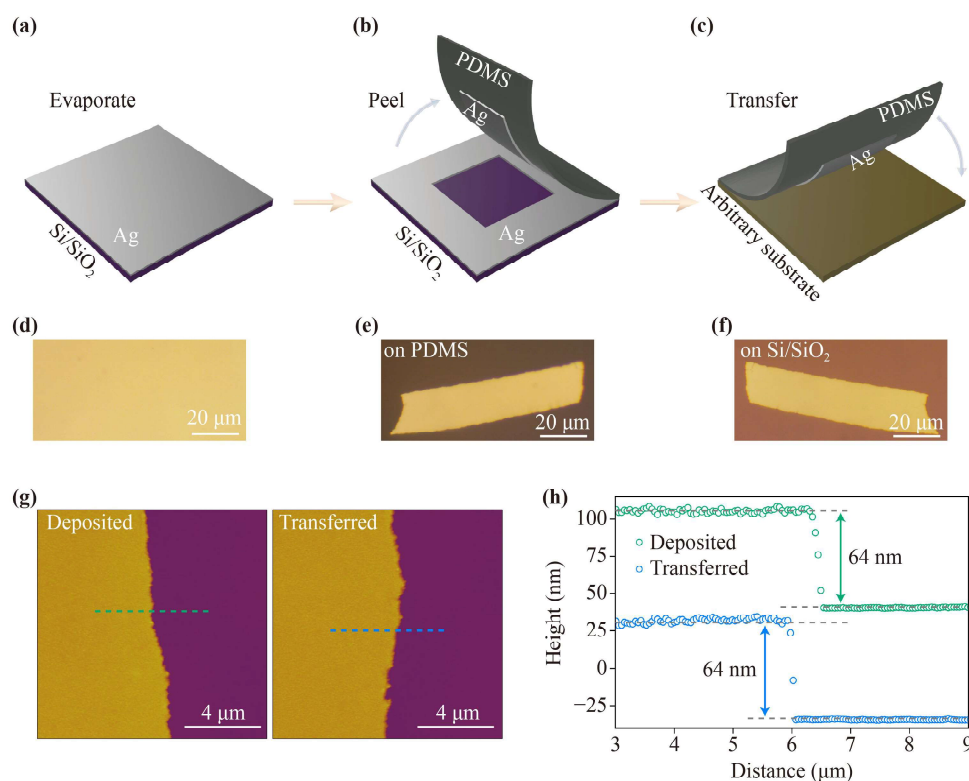 (a)
Evaporate
Ag
Si/SiO₂
(b)
Peel
PDMS
Ag
Ag
Si/SiO₂
(c)
Transfer
PDMS
Ag
Arbitrary substrate
(d)
20 μm
(e)
on PDMS
20 μm
(f)
on Si/SiO₂
20 μm
(g)
Deposited
4 μm
Transferred
4 μm
(h)
Height (nm)
100
75
50
25
0
−25
Deposited
Transferred
64 nm
64 nm
3 4 5 6 7 8 9
Distance (μm)